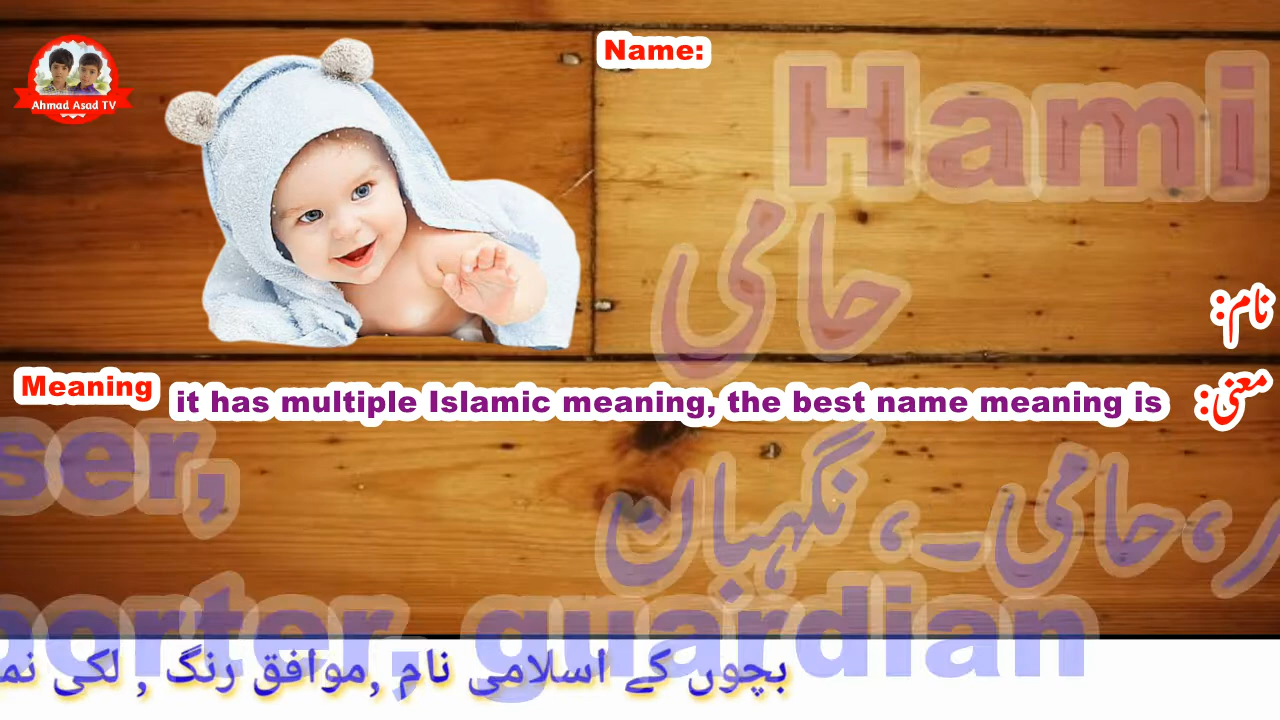 Ahmad Asad TV
Name:
Hami
حامی
نام:
Meaning
it has multiple Islamic meaning, the best name meaning is
معنی:
ser,
حامی۔، نگہبان
porter, guardian
بچوں کے اسلامی نام ,موافق رنگ , لکی